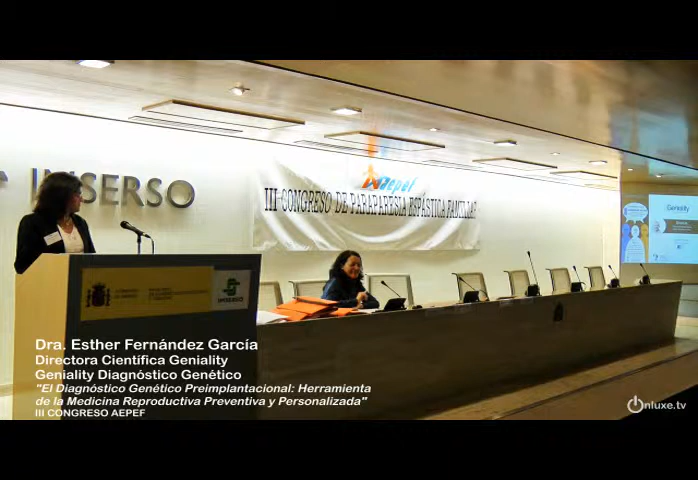 IMSERSO
aepef
III CONGRESO DE PARAPARESIA ESPÁSTICA FAMILIAR
Geniality
IMSERSO
Dra. Esther Fernández García
Directora Científica Geniality
Geniality Diagnóstico Genético
"El Diagnóstico Genético Preimplantacional: Herramienta
de la Medicina Reproductiva Preventiva y Personalizada"
III CONGRESO AEPEF
onluxe.tv